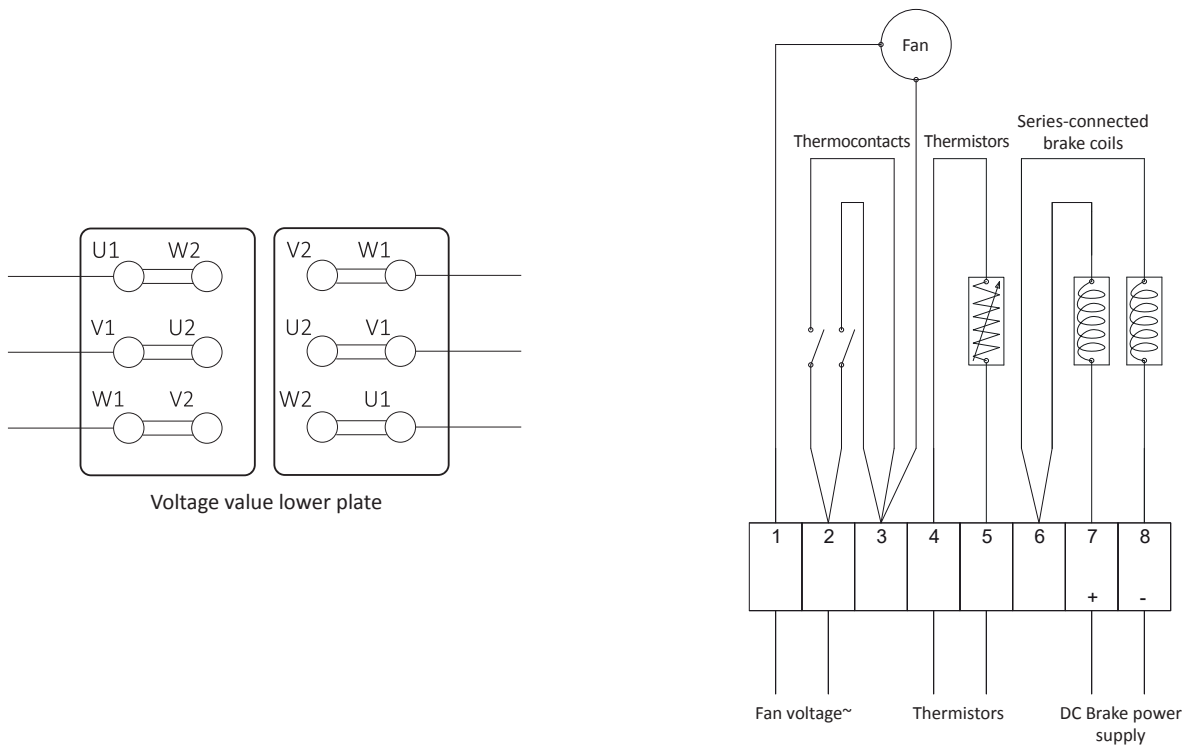 Fan
Thermocontacts Thermistors
Series-connected
brake coils
U1 W2
V1 U2
W1 V2
V2 W1
U2 V1
W2 U1
Voltage value lower plate
1 2 3 4 5 6 7 8
+ -
Fan voltage~
Thermistors
DC Brake power
supply